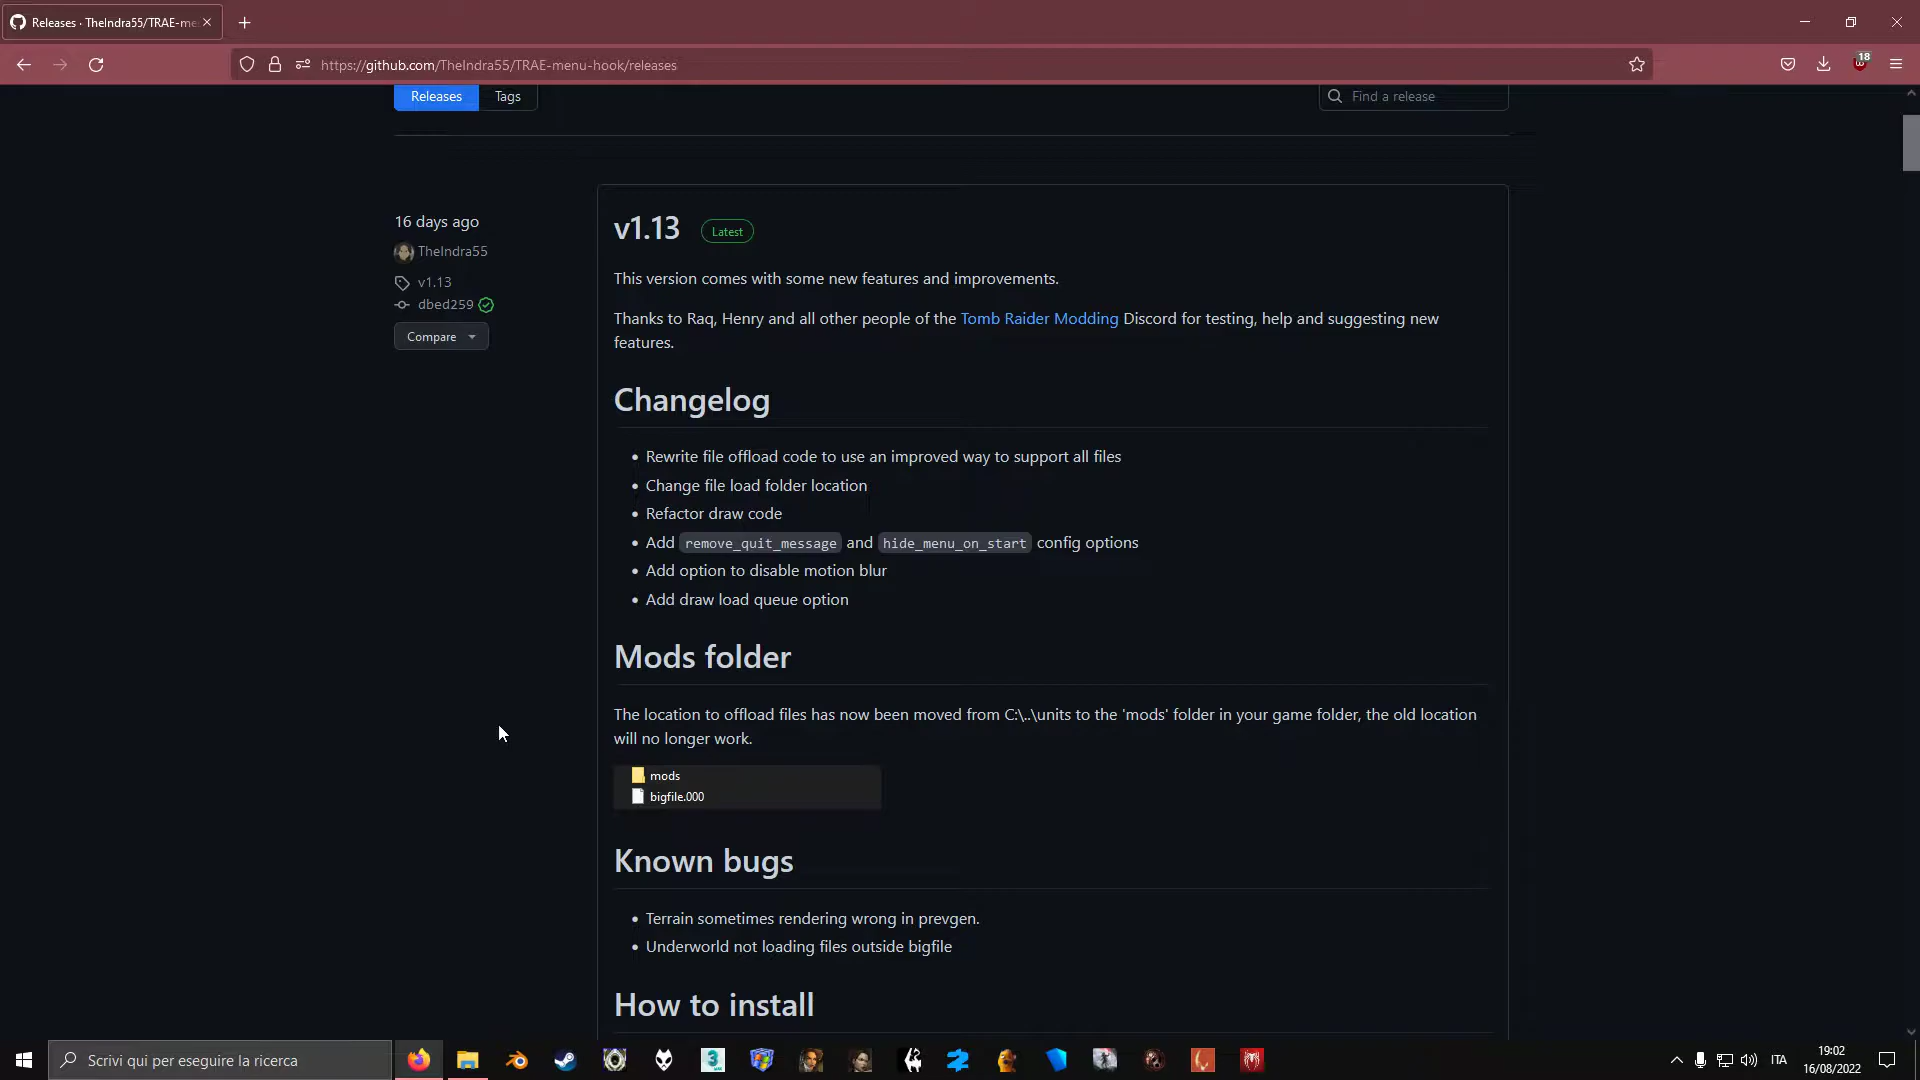 Releases · TheIndra55/TRAE-me
https://github.com/TheIndra55/TRAE-menu-hook/releases
18
Releases
Tags
Find a release
16 days ago
TheIndra55
v1.13
dbed259
Compare
v1.13
Latest
This version comes with some new features and improvements.
Thanks to Raq, Henry and all other people of the Tomb Raider Modding Discord for testing, help and suggesting new
features.
Changelog
Rewrite file offload code to use an improved way to support all files
Change file load folder location
Refactor draw code
Add remove_quit_message and hide_menu_on_start config options
Add option to disable motion blur
Add draw load queue option
Mods folder
The location to offload files has now been moved from C:\..\units to the 'mods' folder in your game folder, the old location
will no longer work.
mods
bigfile.000
Known bugs
Terrain sometimes rendering wrong in prevgen.
Underworld not loading files outside bigfile
How to install
Scrivi qui per eseguire la ricerca
ITA
19:02
16/08/2022